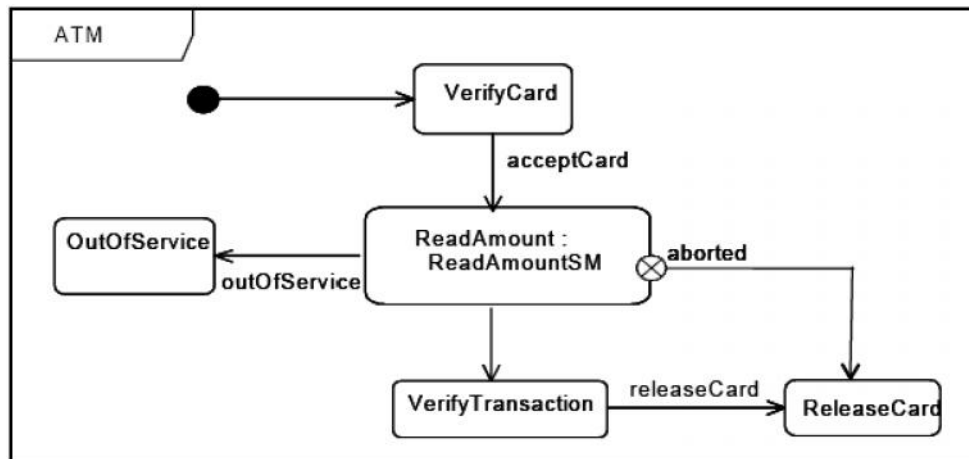 ATM
VerifyCard
acceptCard
ReadAmount :
ReadAmountSM
OutOfService
aborted
outOfService
VerifyTransaction
releaseCard
ReleaseCard